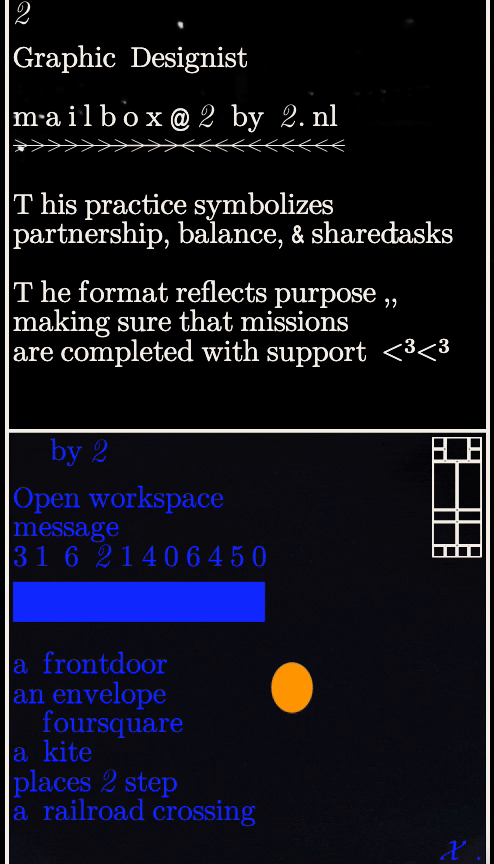 2
Graphic Designist
m a i l b o x @ 2 by 2. nl
>>>>>>>>>><<<<<<<<<<
T his practice symbolizes
partnership, balance, & sharedasks
T he format reflects purpose ,,
making sure that missions
are completed with support <3<3
by 2
Open workspace
message
3 1 6 2 1 4 0 6 4 5 0
a frontdoor
an envelope
foursquare
a kite
places 2 step
a railroad crossing
x .